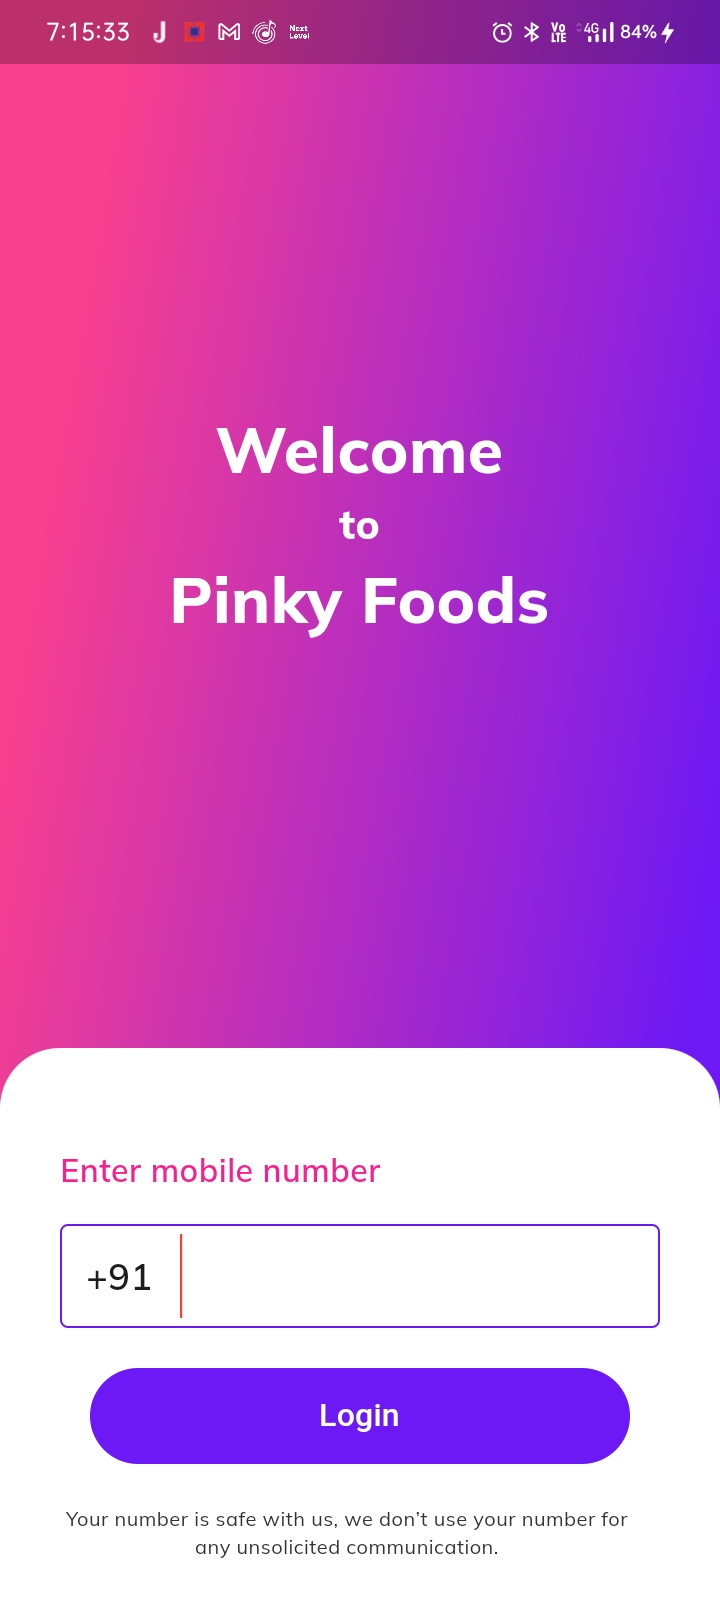 7:15:33 J M Next Level Vo LTE 4G 84%
Welcome
to
Pinky Foods
Enter mobile number
+91
Login
Your number is safe with us, we don’t use your number for
any unsolicited communication.